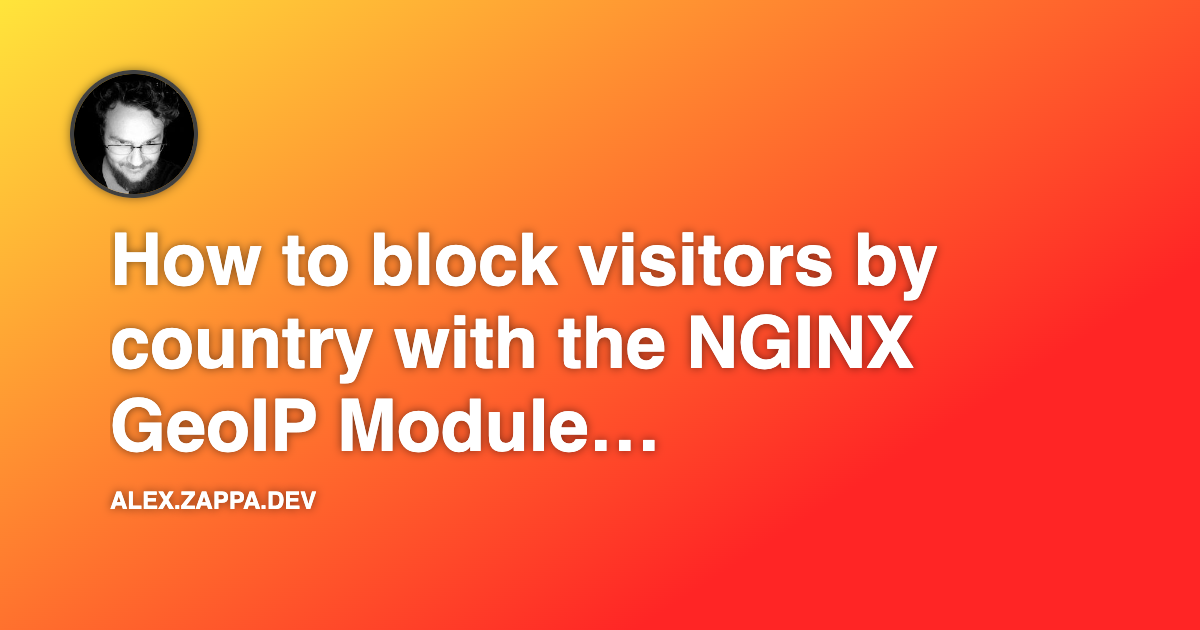 How to block visitors by
country with the NGINX
GeoIP Module...
ALEX.ZAPPA.DEV